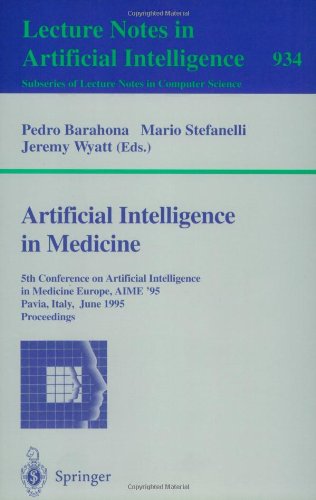 Lecture Notes in
Artificial Intelligence 934
Subseries of Lecture Notes in Computer Science
Pedro Barahona Mario Stefanelli
Jeremy Wyatt (Eds.)
Artificial Intelligence
in Medicine
5th Conference on Artificial Intelligence
in Medicine Europe, AIME '95
Pavia, Italy, June 1995
Proceedings
Springer